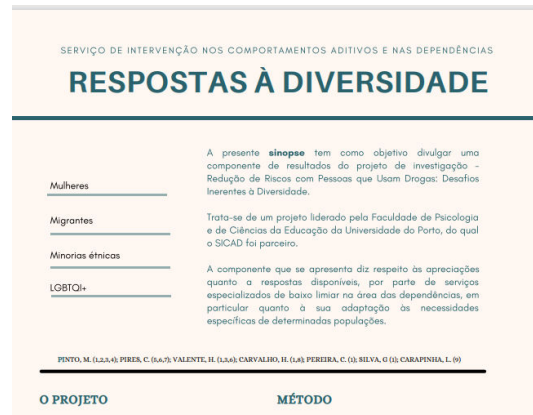 SERVIÇO DE INTERVENÇÃO NOS COMPORTAMENTOS ADITIVOS E NAS DEPENDÊNCIAS
RESPOSTAS À DIVERSIDADE
Mulheres
Migrantes
Minorias étnicas
LGBTQI+
A presente sinopse tem como objetivo divulgar uma
componente de resultados do projeto de investigação -
Redução de Riscos com Pessoas que Usam Drogas: Desafios
Inerentes à Diversidade.
Trata-se de um projeto liderado pela Faculdade de Psicologia
e de Ciências da Educação da Universidade do Porto, do qual
o SICAD foi parceiro.
A componente que se apresenta diz respeito às apreciações
quanto a respostas disponíveis, por parte de serviços
especializados de baixo limiar na área das dependências, em
particular quanto à sua adaptação às necessidades
específicas de determinadas populações.
PINTO, M. (1,2,3,4); PIRES, C. (5,6,7); VALENTE, H. (1,3,6); CARVALHO, H. (1,8); PEREIRA, C. (1); SILVA, G (1); CARAPINHA, L. (9)
O PROJETO
MÉTODO